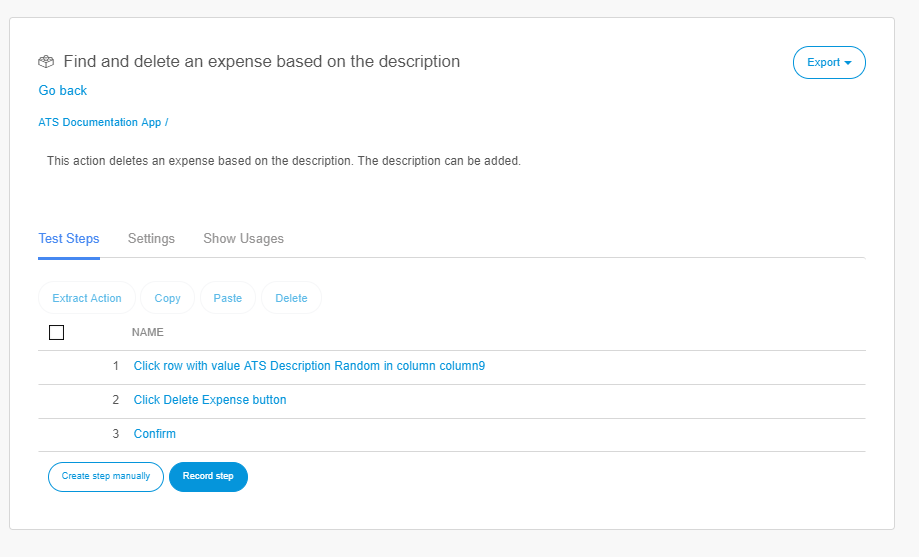 Find and delete an expense based on the description
Export
Go back
ATS Documentation App /
This action deletes an expense based on the description. The description can be added.
Test Steps Settings Show Usages
Extract Action Copy Paste Delete
NAME
1 Click row with value ATS Description Random in column column9
2 Click Delete Expense button
3 Confirm
Create step manually Record step